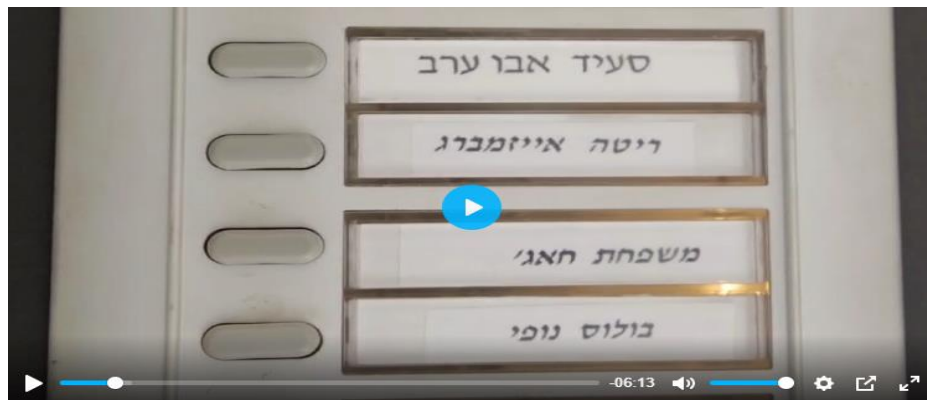 סעיד אבו ערב
ריטה אייזמברג
משפחת חאג'
בולוס נופי
-06:13